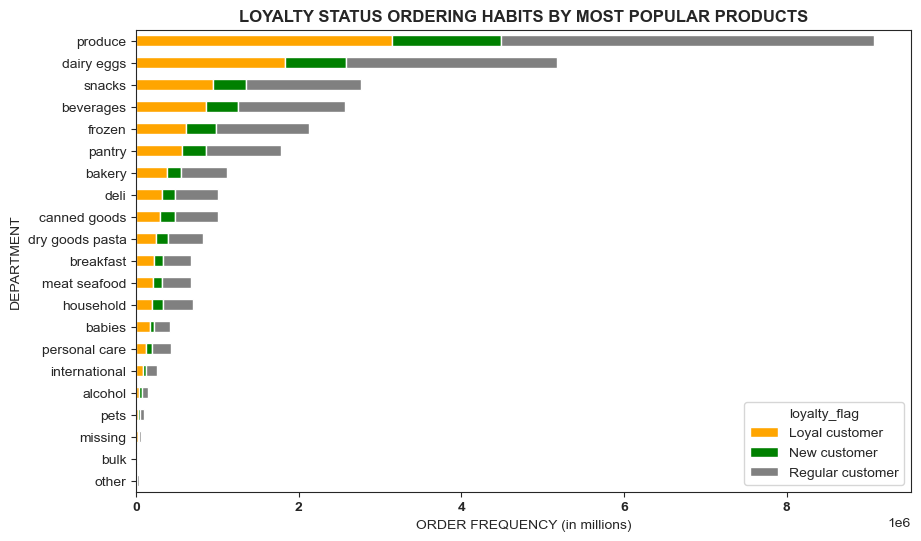 LOYALTY STATUS ORDERING HABITS BY MOST POPULAR PRODUCTS
DEPARTMENT
produce
dairy eggs
snacks
beverages
frozen
pantry
bakery
deli
canned goods
dry goods pasta
breakfast
meat seafood
household
babies
personal care
international
alcohol
pets
missing
bulk
other
loyalty_flag
Loyal customer
New customer
Regular customer
0 2 4 6 8
1e6
ORDER FREQUENCY (in millions)